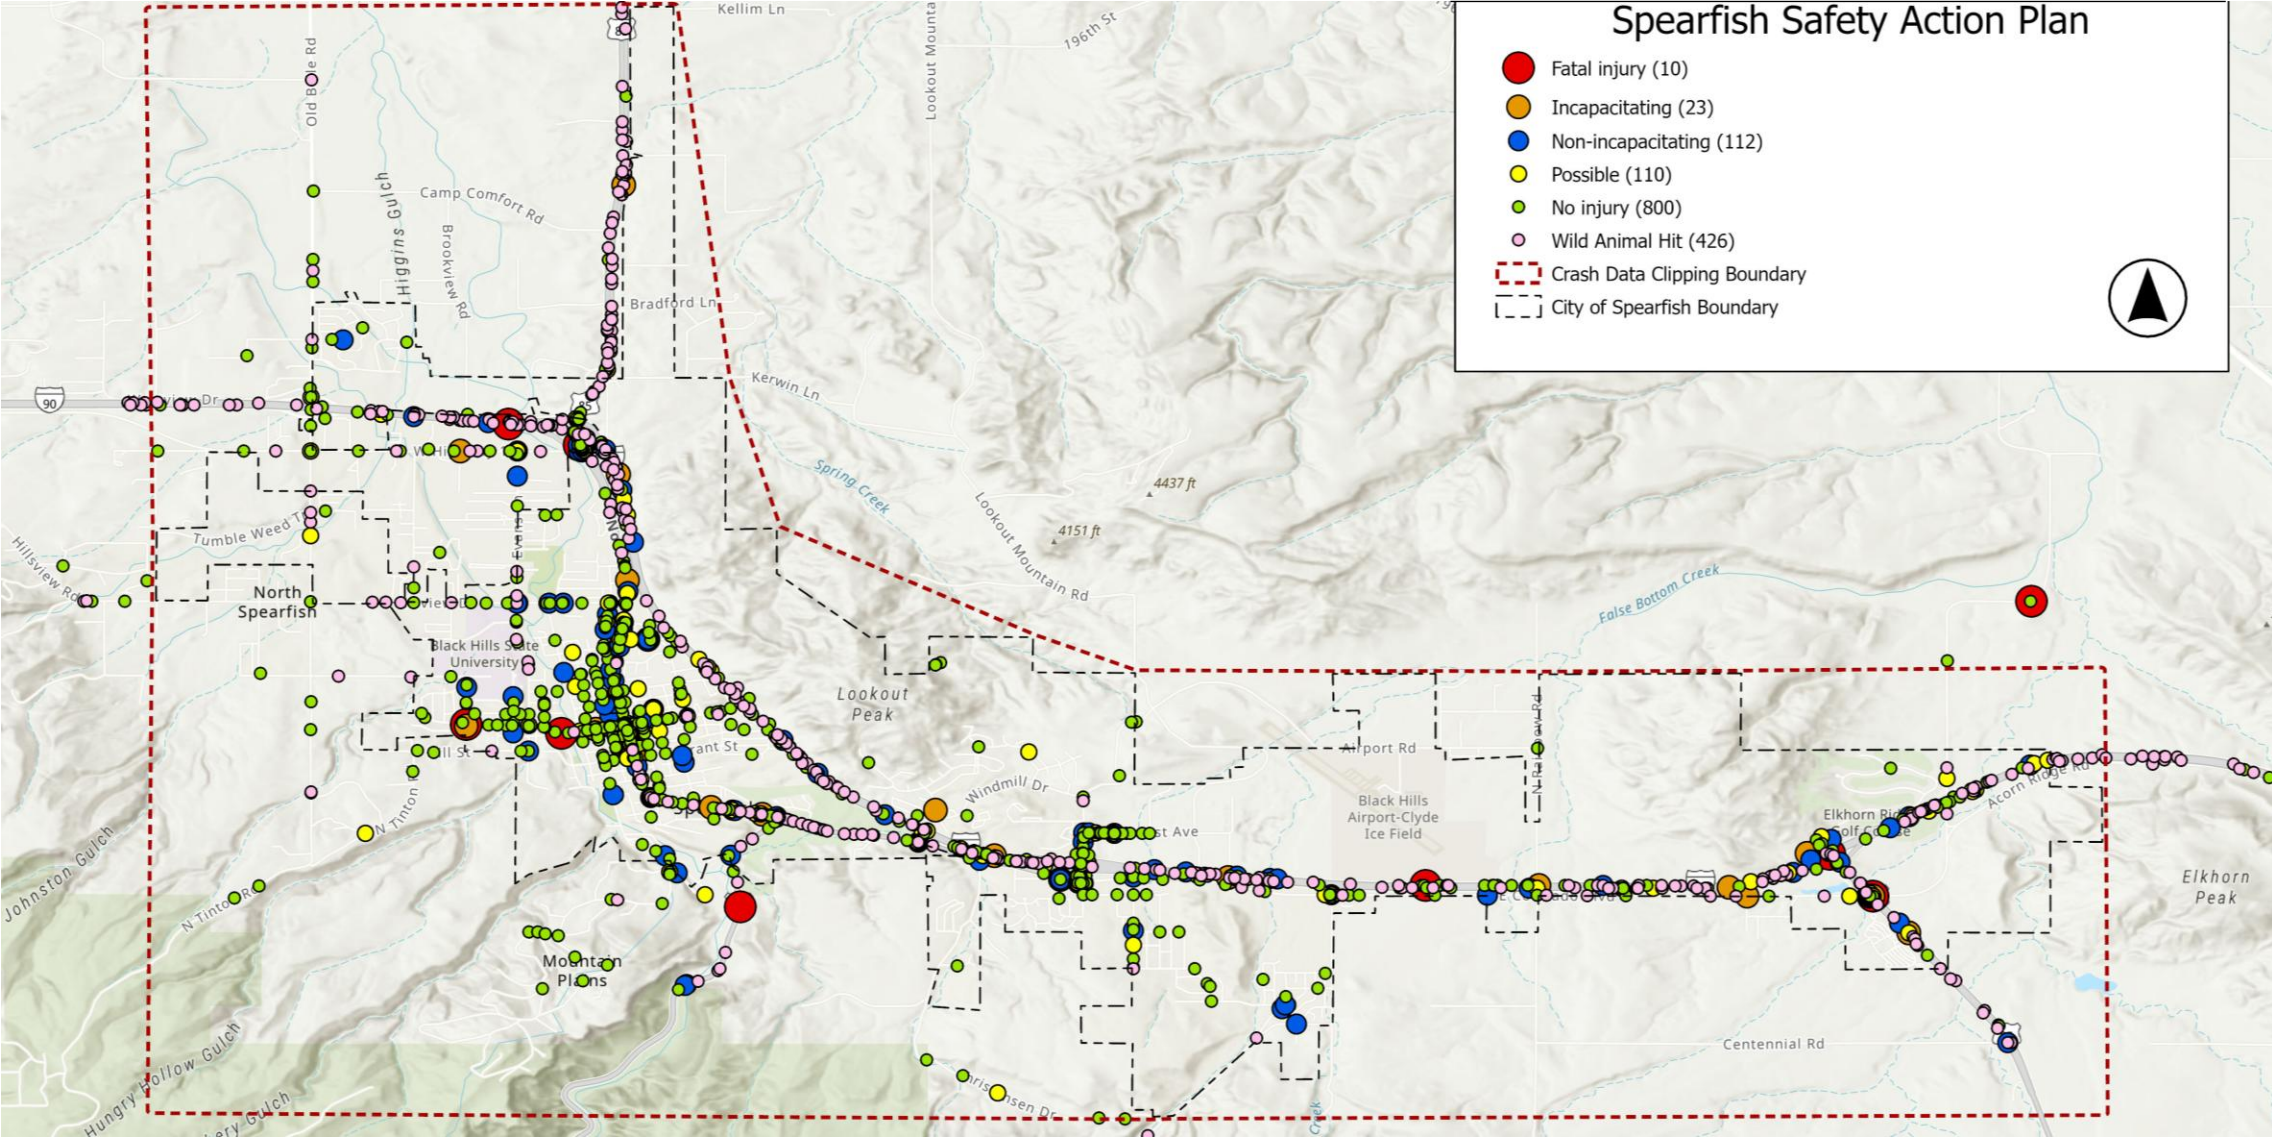 Spearfish Safety Action Plan
Fatal injury (10)
Incapacitating (23)
Non-incapacitating (112)
Possible (110)
No injury (800)
Wild Animal Hit (426)
Crash Data Clipping Boundary
City of Spearfish Boundary
Kellim Ln
196th St
Lookout Mounta
Higgins Gulch
Camp Comfort Rd
Brookview Rd
Bradford Ln
Kerwin Ln
90
Spring Creek
4437 ft
4151 ft
Lookout Mountain Rd
Tumble Weed
Hillsview Rd
North
Spearfish
Black Hills State
University
False Bottom Creek
Lookout
Peak
Airport Rd
Windmill Dr
Black Hills
Airport-Clyde
Ice Field
Acorn Ridge Rd
Elkhorn
Peak
Johnston Gulch
N Tinton
N Tinton Rd
Mountain
Plains
Centennial Rd
Hungry Hollow Gulch
Gulch
Creek